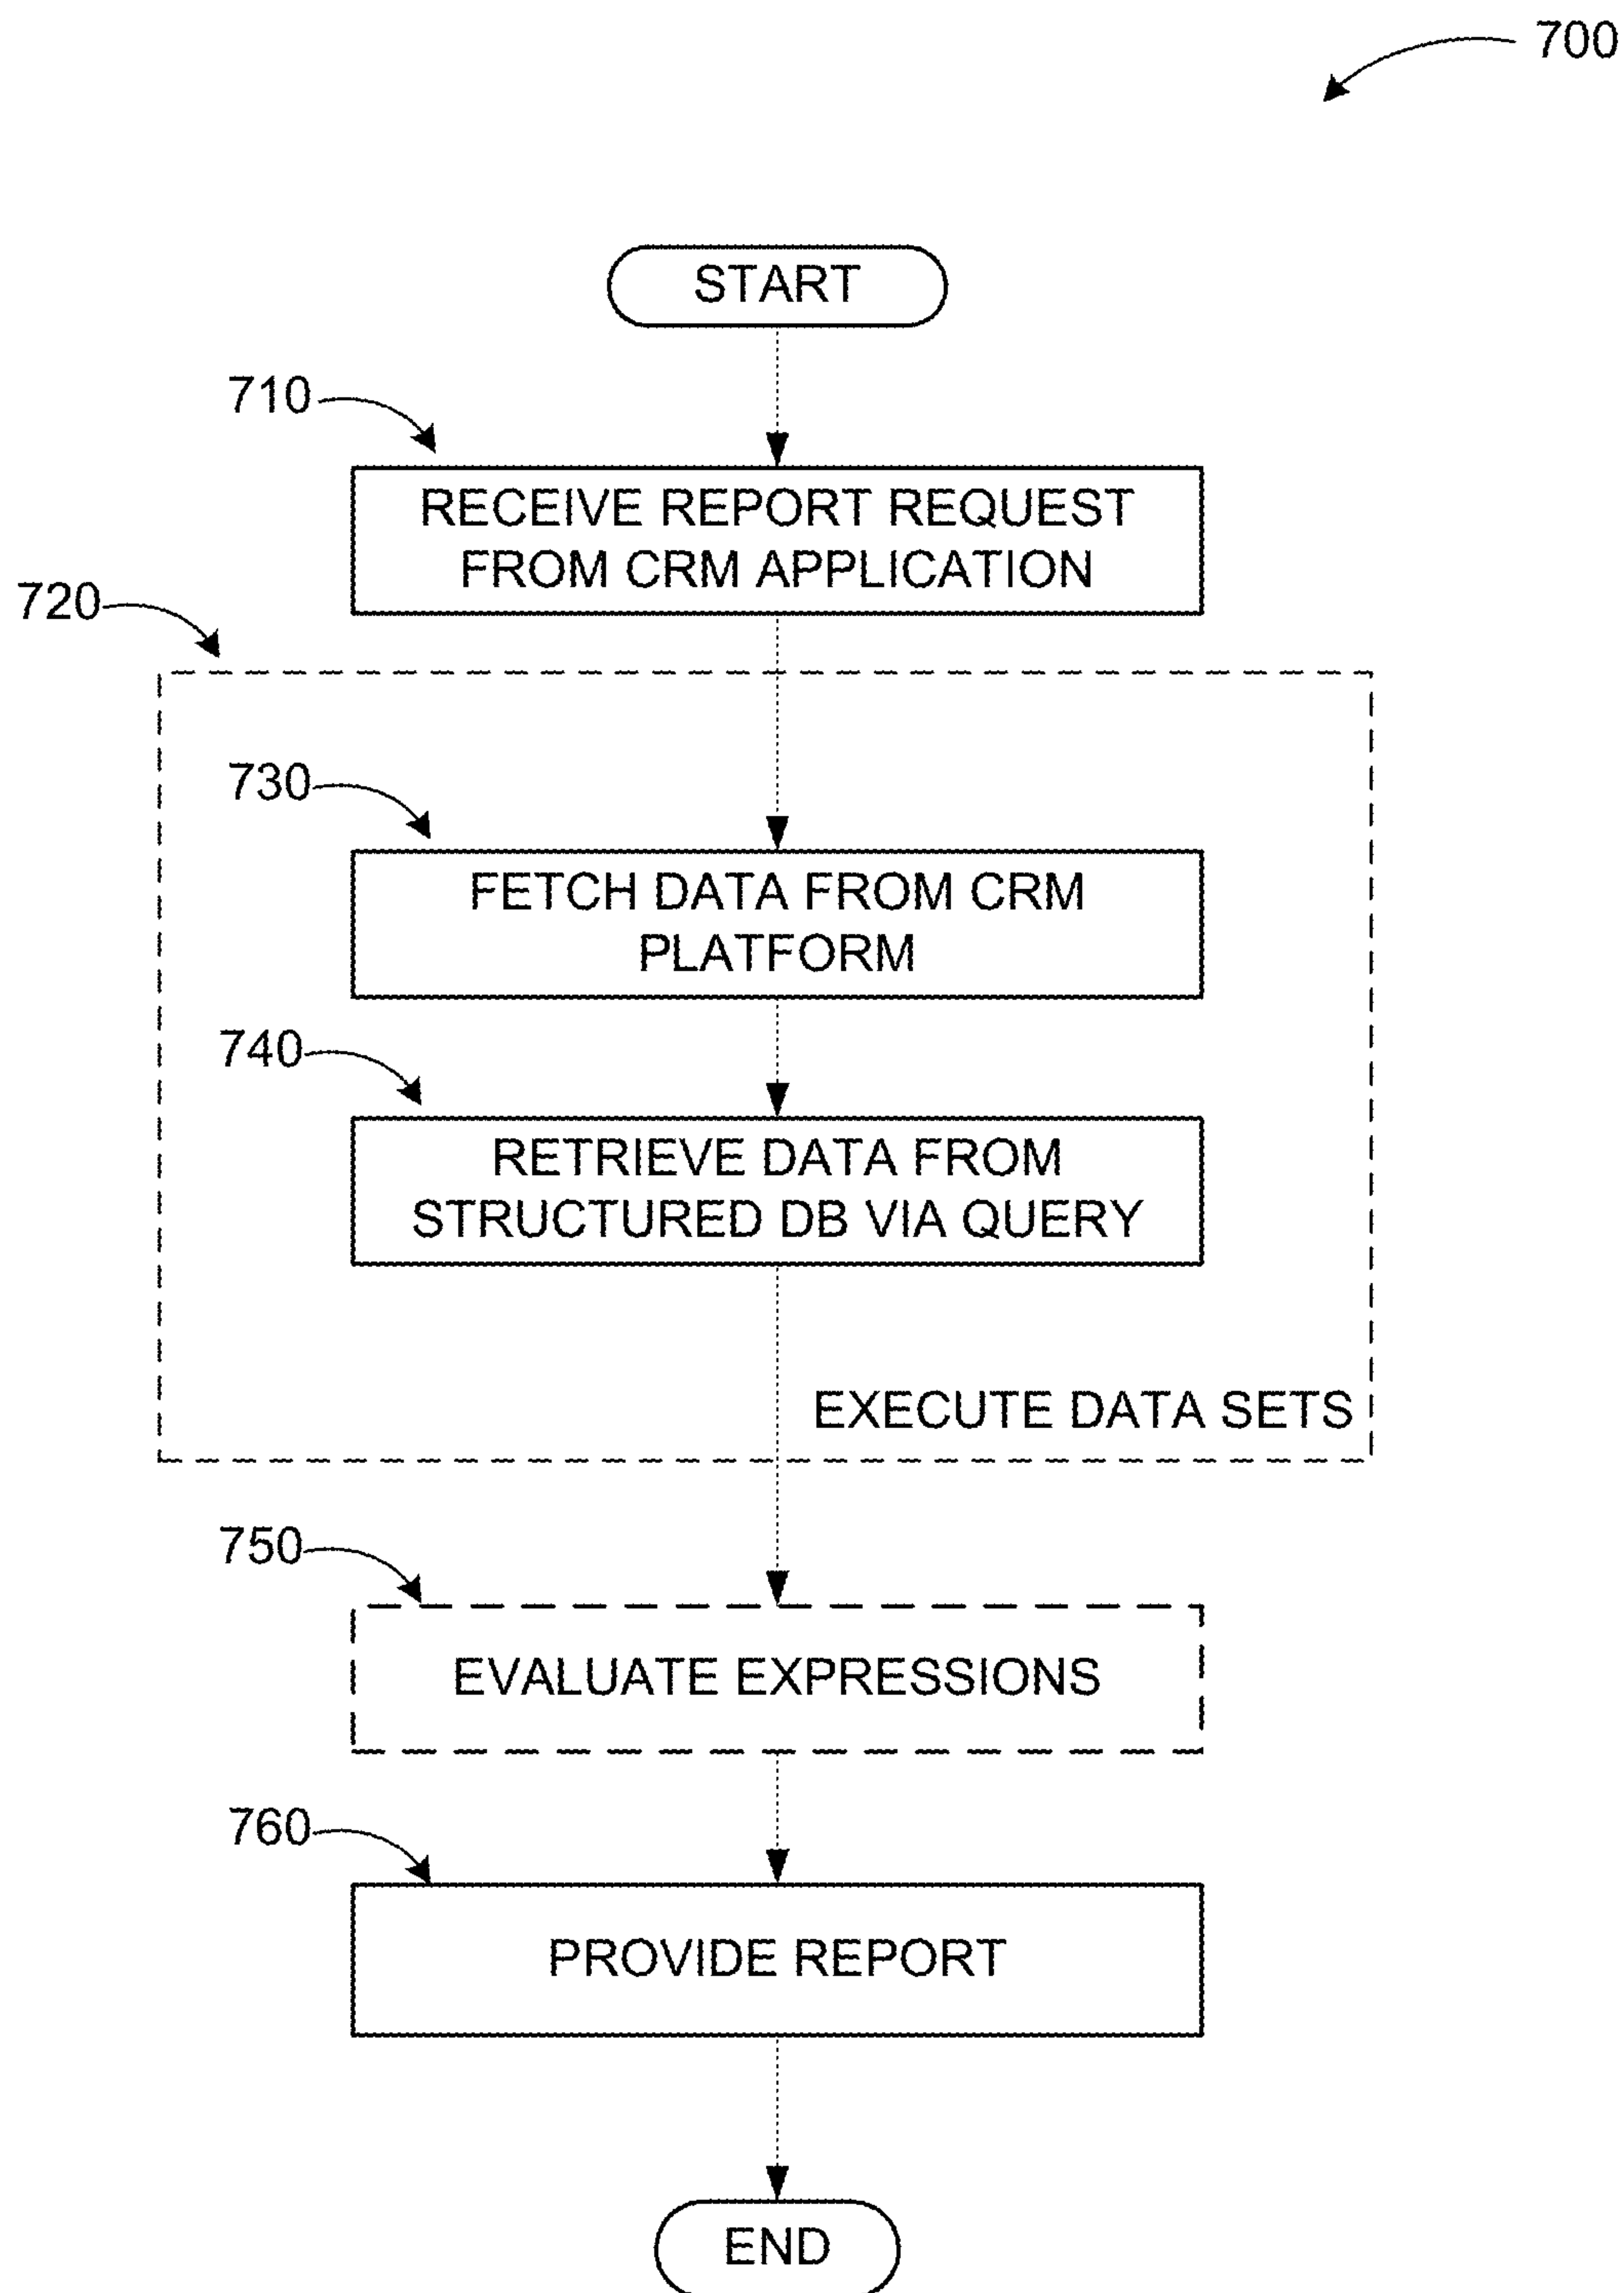 700
START
710
RECEIVE REPORT REQUEST
FROM CRM APPLICATION
720
730
FETCH DATA FROM CRM
PLATFORM
740
RETRIEVE DATA FROM
STRUCTURED DB VIA QUERY
EXECUTE DATA SETS
750
EVALUATE EXPRESSIONS
760
PROVIDE REPORT
END